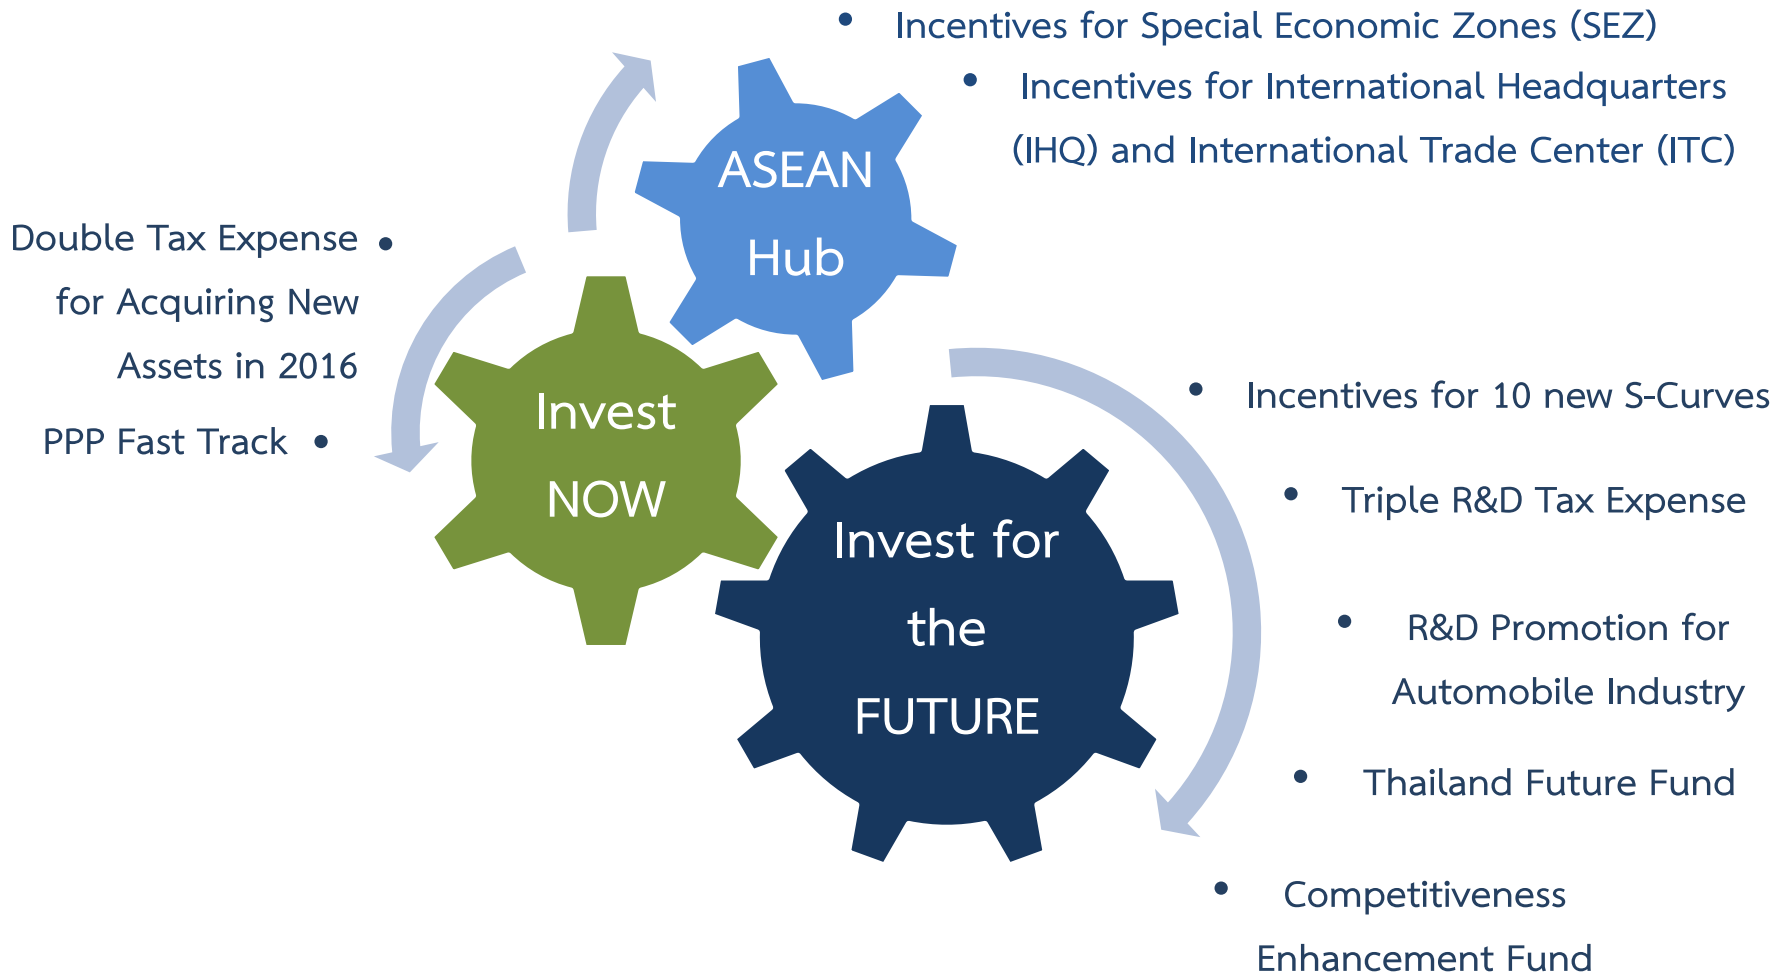 • Incentives for Special Economic Zones (SEZ)
• Incentives for International Headquarters
(IHQ) and International Trade Center (ITC)
ASEAN
Hub
Double Tax Expense •
for Acquiring New
Assets in 2016
PPP Fast Track •
Invest
NOW
Invest for
the
FUTURE
• Incentives for 10 new S-Curves
• Triple R&D Tax Expense
• R&D Promotion for
Automobile Industry
• Thailand Future Fund
• Competitiveness
Enhancement Fund